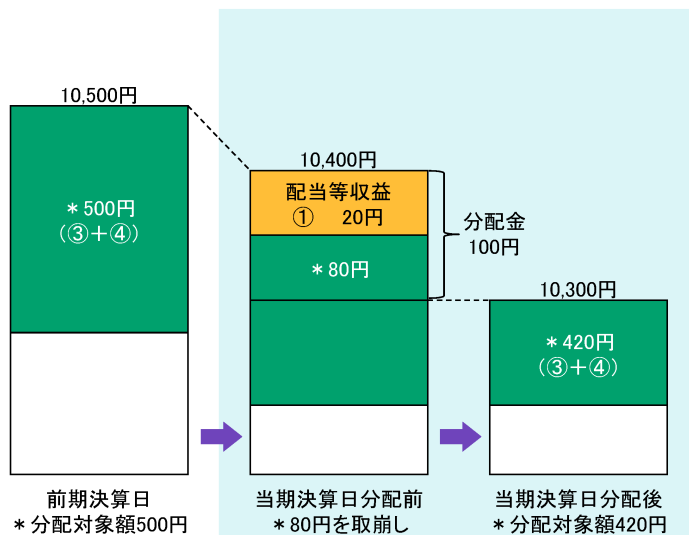 10,500円
＊500円
（③＋④）
前期決算日
＊分配対象額500円
10,400円
配当等収益
①　20円
＊80円
分配金
100円
当期決算日分配前
＊80円を取崩し
10,300円
＊420円
（③＋④）
当期決算日分配後
＊分配対象額420円